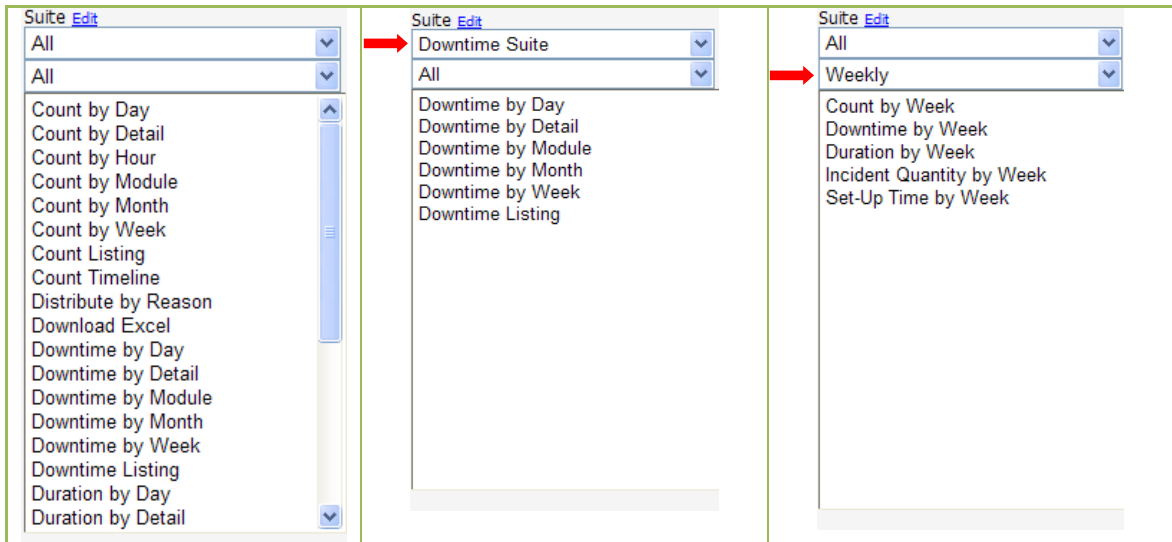 Suite Edit
All
All
Count by Day
Count by Detail
Count by Hour
Count by Module
Count by Month
Count by Week
Count Listing
Count Timeline
Distribute by Reason
Download Excel
Downtime by Day
Downtime by Detail
Downtime by Module
Downtime by Month
Downtime by Week
Downtime Listing
Duration by Day
Duration by Detail
Suite Edit
Downtime Suite
All
Downtime by Day
Downtime by Detail
Downtime by Module
Downtime by Month
Downtime by Week
Downtime Listing
Suite Edit
All
Weekly
Count by Week
Downtime by Week
Duration by Week
Incident Quantity by Week
Set-Up Time by Week